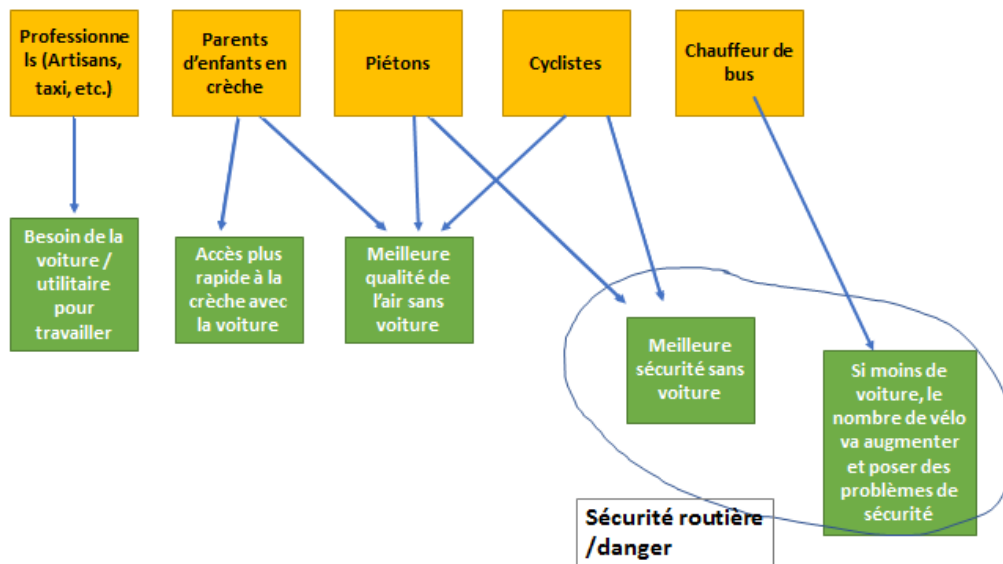 Professionne
ls (Artisans,
taxi, etc.)
Parents
d’enfants en
crèche
Piétons
Cyclistes
Chauffeur de
bus
Besoin de la
voiture /
utilitaire
pour
travailler
Accès plus
rapide à la
crèche avec
la voiture
Meilleure
qualité de
l’air sans
voiture
Meilleure
sécurité sans
voiture
Si moins de
voiture, le
nombre de vélo
va augmenter
et poser des
problèmes de
sécurité
Sécurité routière
/danger